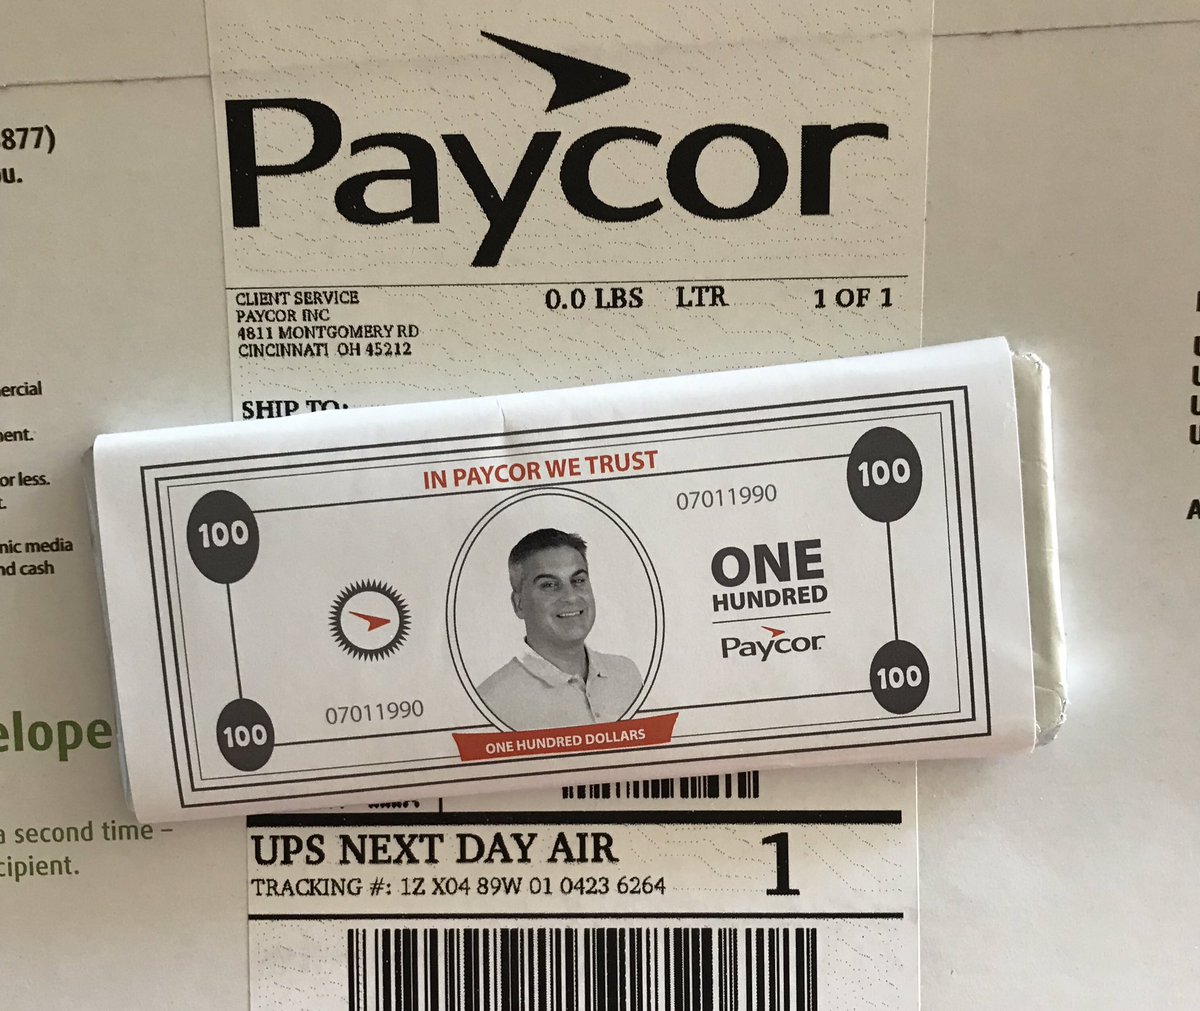 877)
u.
Paycor
CLIENT SERVICE
PAYCOR INC
4811 MONTGOMERY RD
CINCINNATI OH 45212
0.0 LBS LTR 1 OF 1
SHIP TO:
ercial
ent.
or less.
t.
nic media
nd cash
elope
a second time –
cipient.
IN PAYCOR WE TRUST
100
07011990
100
ONE
HUNDRED
Paycor
07011990
100
ONE HUNDRED DOLLARS
100
UPS NEXT DAY AIR
1
TRACKING #: 1Z X04 89W 01 0423 6264